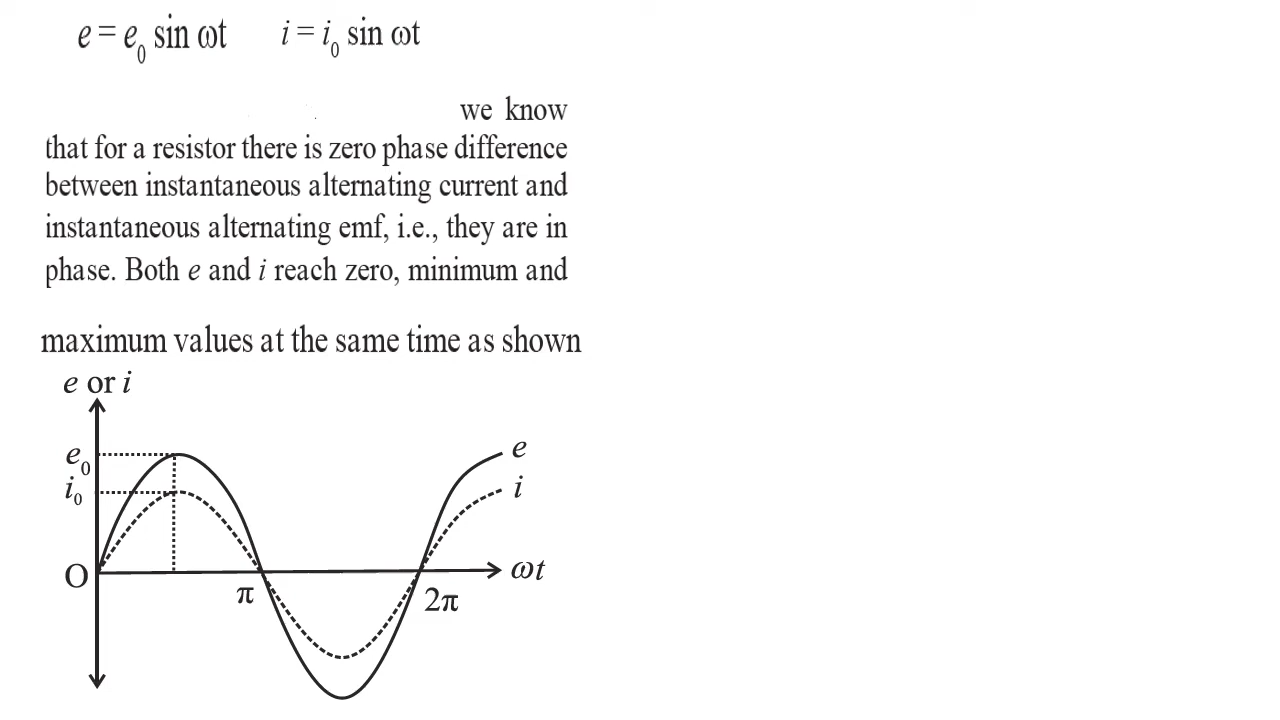 e = e₀ sin ωt i = i₀ sin ωt
we know
that for a resistor there is zero phase difference
between instantaneous alternating current and
instantaneous alternating emf, i.e., they are in
phase. Both e and i reach zero, minimum and
maximum values at the same time as shown
e or i
e₀
e
i₀
i
O
ωt
π
2π